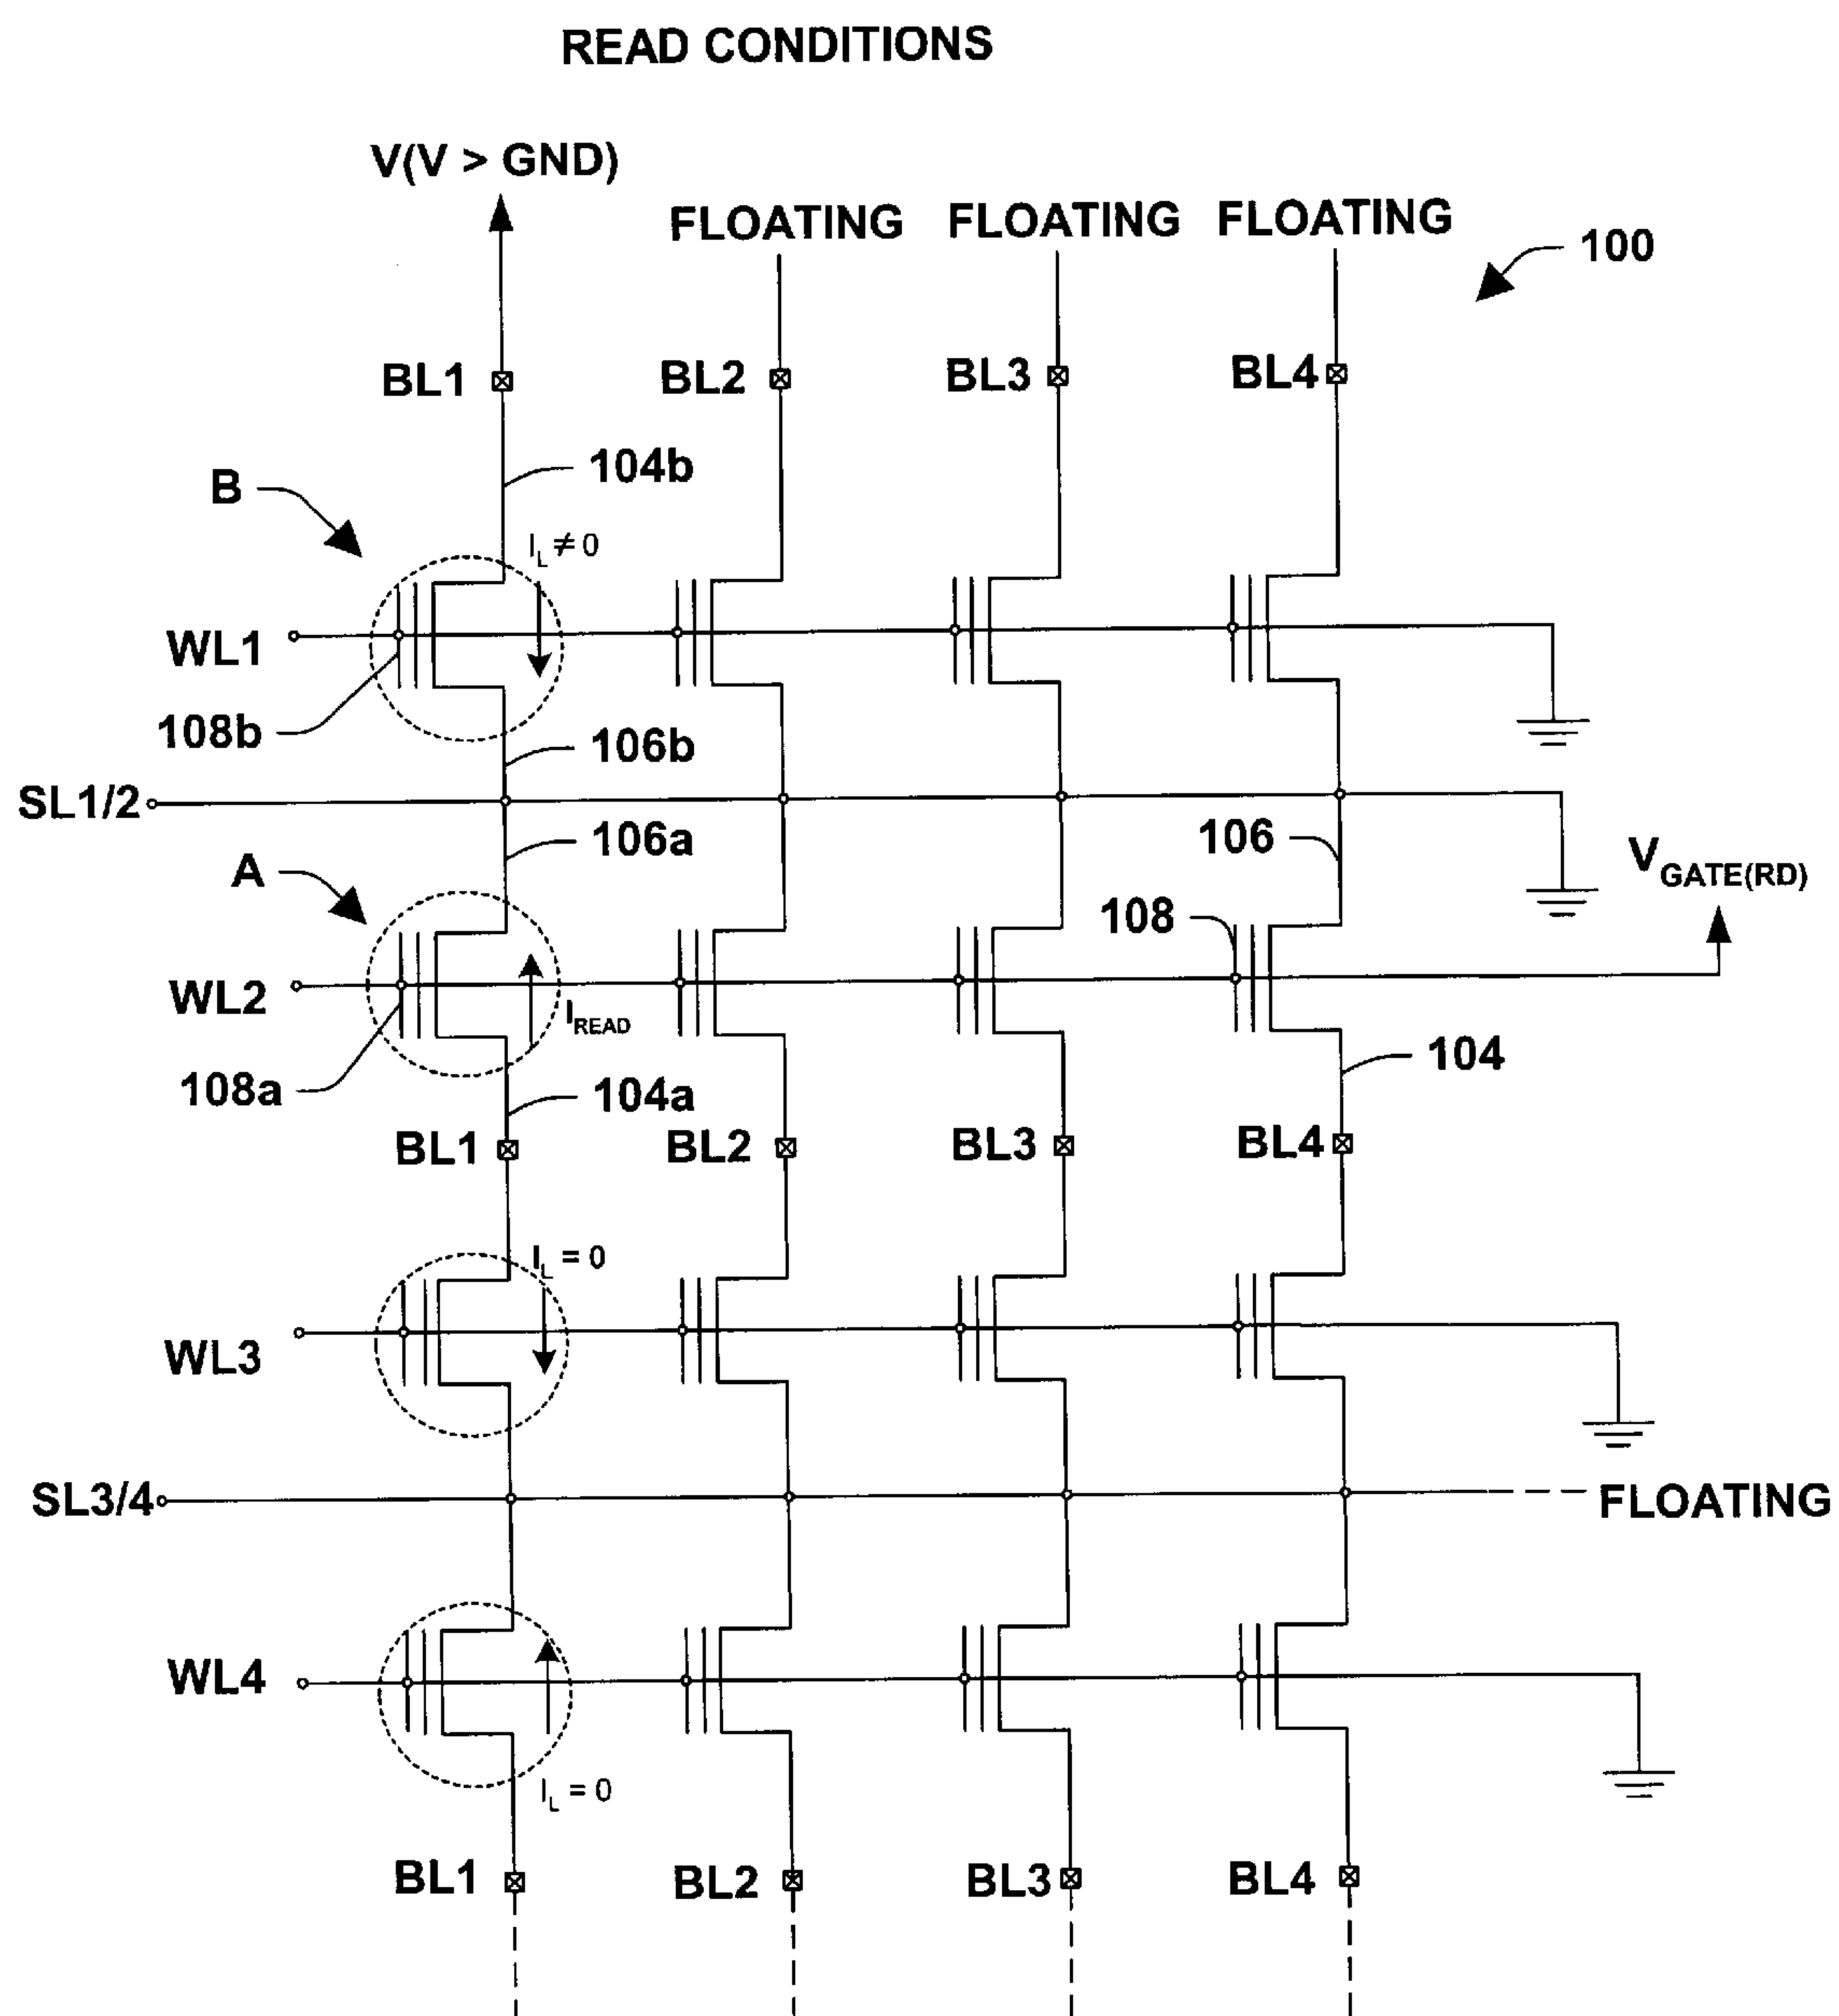 READ CONDITIONS
V(V > GND)
FLOATING FLOATING FLOATING
100
BL1 BL2 BL3 BL4
104b
B
I_L ≠ 0
WL1
108b
106b
SL1/2
106a
106
A
V_GATE(RD)
108
WL2
I_READ
104
108a
104a
BL1 BL2 BL3 BL4
I_L = 0
WL3
SL3/4
FLOATING
WL4
I_L = 0
BL1 BL2 BL3 BL4